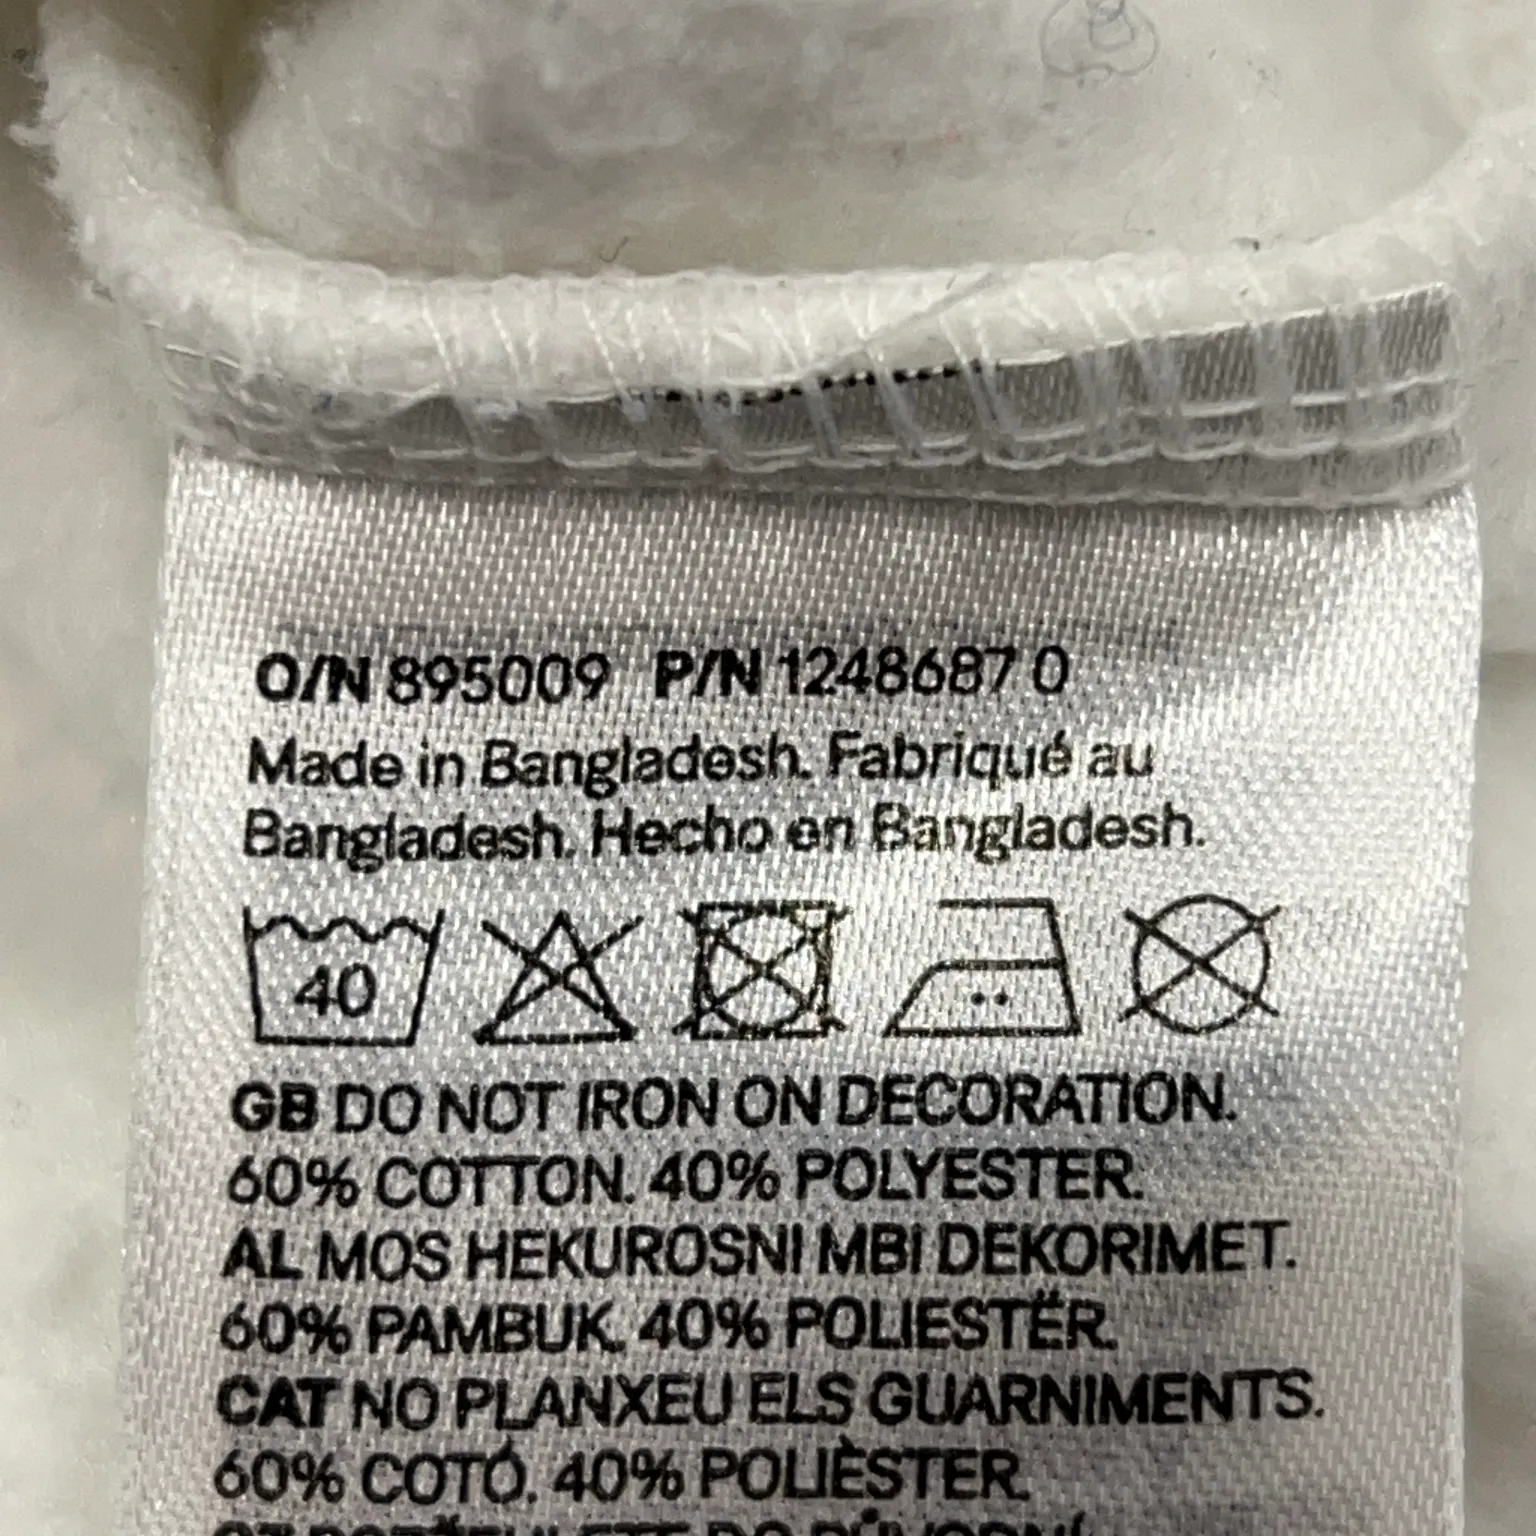 O/N 895009 P/N 1248687 0
Made in Bangladesh. Fabriqué au
Bangladesh. Hecho en Bangladesh.
40
GB DO NOT IRON ON DECORATION.
60% COTTON. 40% POLYESTER.
AL MOS HEKUROSNI MBI DEKORIMET.
60% PAMBUK. 40% POLIESTËR.
CAT NO PLANXEU ELS GUARNIMENTS.
60% COTÓ. 40% POLIÈSTER.